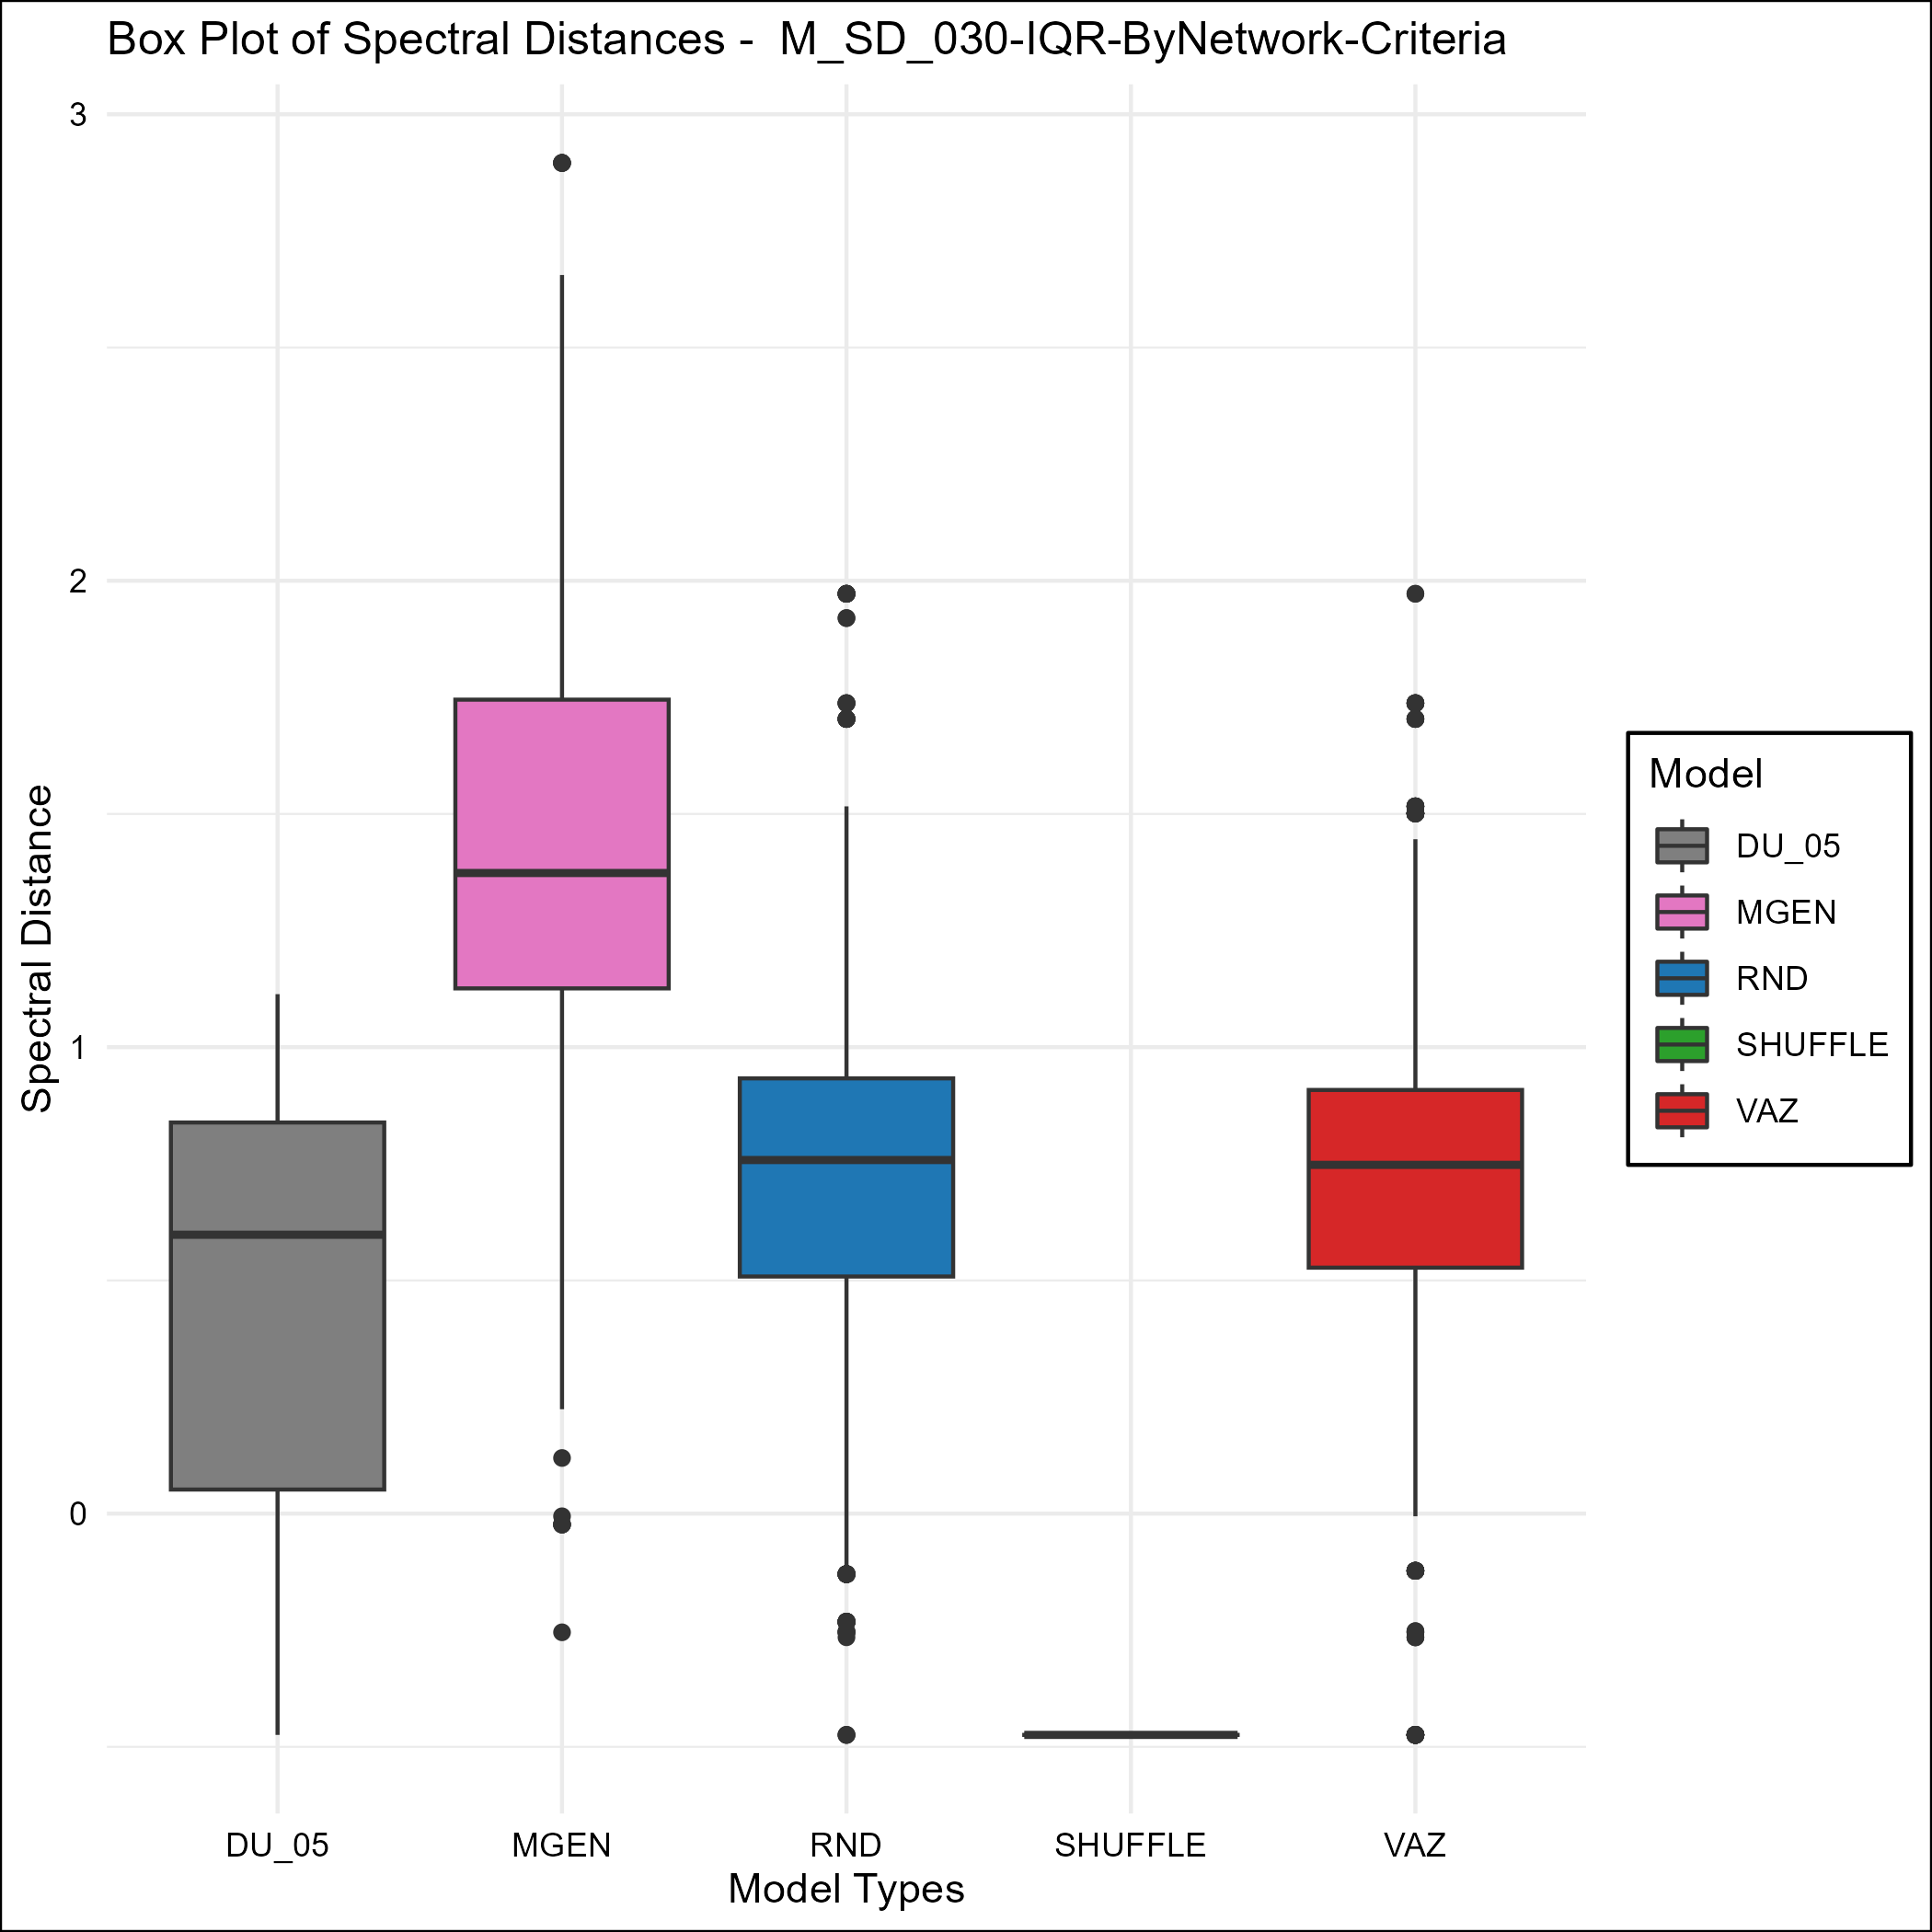 Box Plot of Spectral Distances -  M_SD_030-IQR-ByNetwork-Criteria
3
2
1
0
Spectral Distance
DU_05
MGEN
RND
SHUFFLE
VAZ
Model Types
Model
DU_05
MGEN
RND
SHUFFLE
VAZ